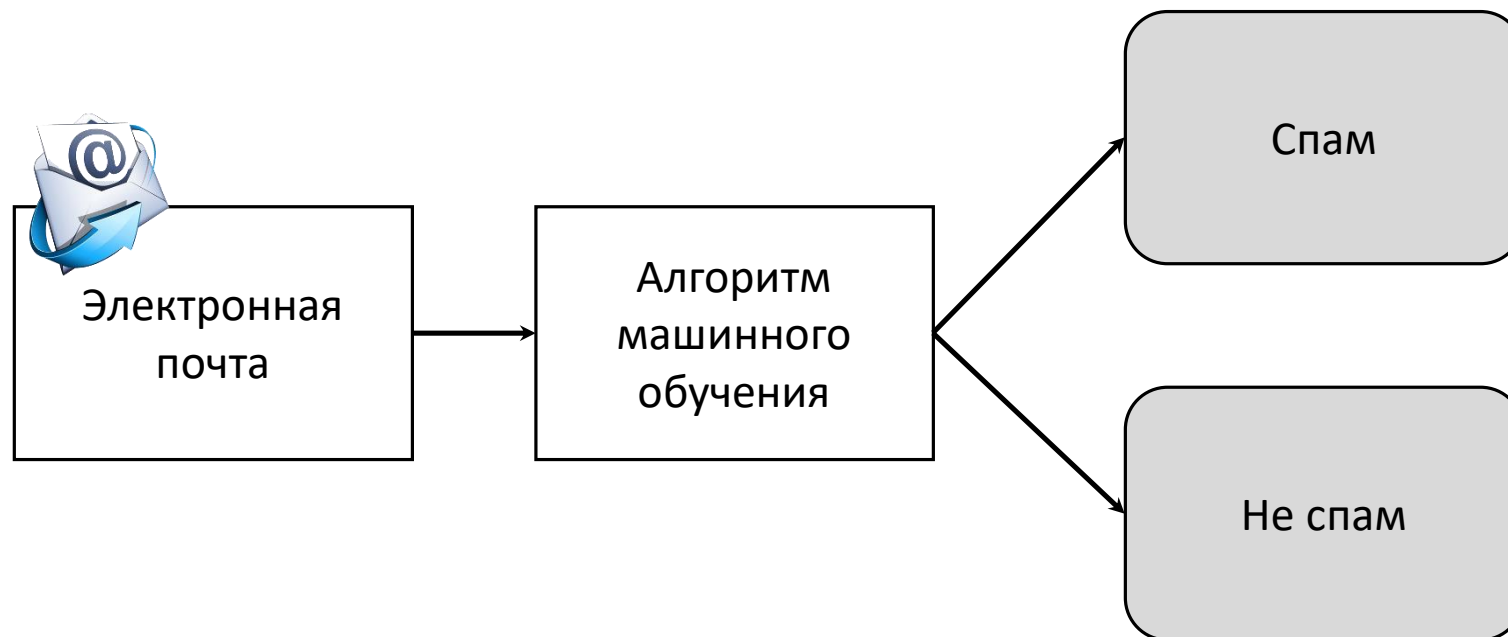 @
Электронная
почта
Алгоритм
машинного
обучения
Спам
Не спам